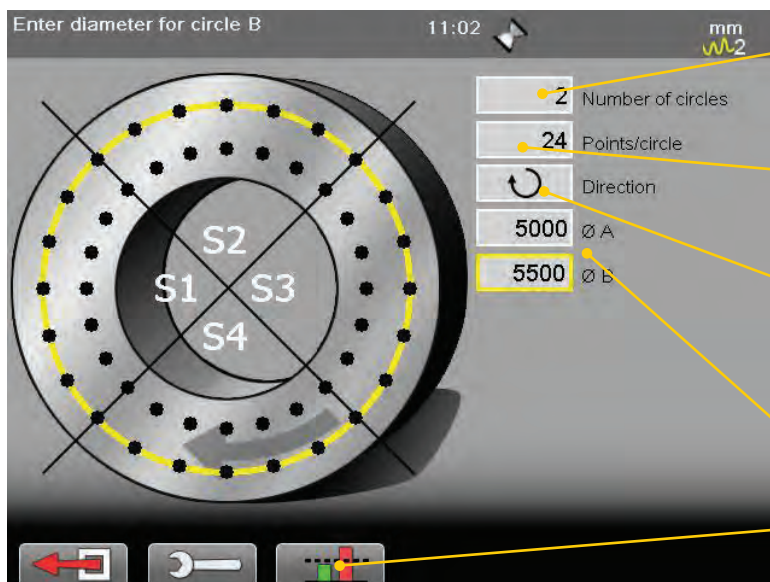 Enter diameter for circle B 11:02 mm
2
2 Number of circles
24 Points/circle
Direction
5000 Ø A
5500 Ø B
S2
S1 S3
S4